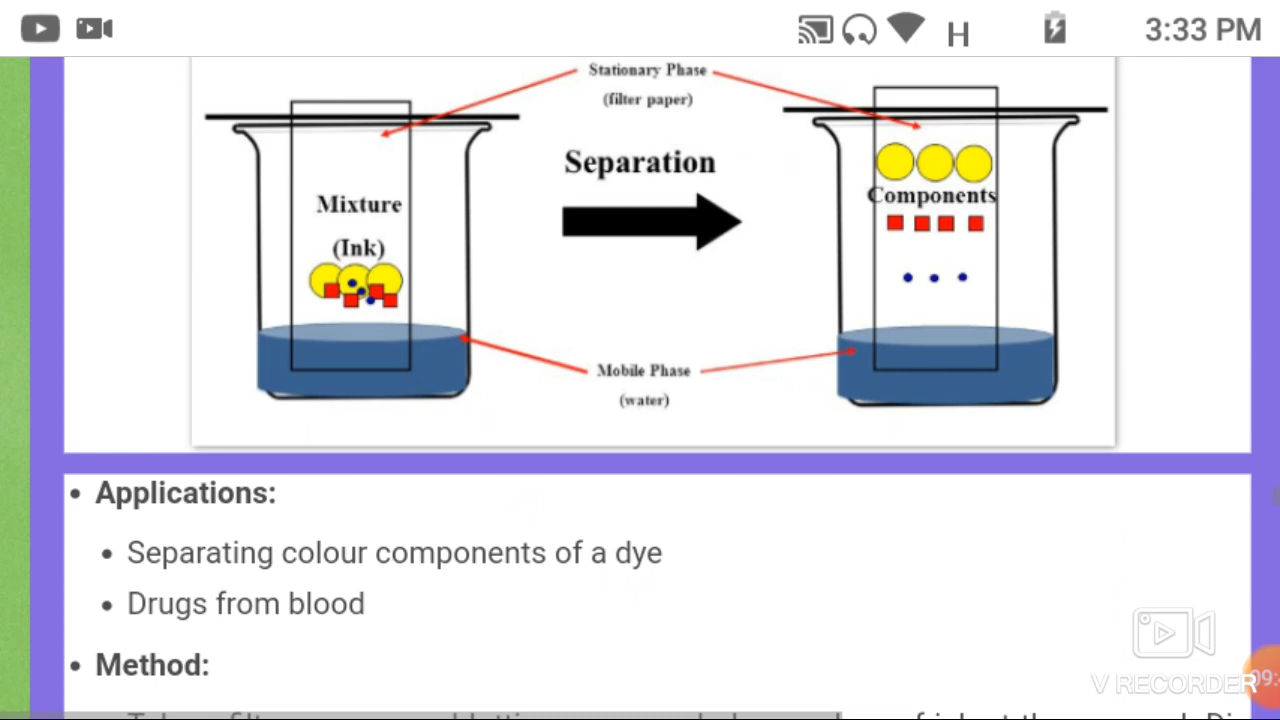 H
3:33 PM
Stationary Phase
(filter paper)
Separation
Mixture
(Ink)
Components
Mobile Phase
(water)
• Applications:
• Separating colour components of a dye
• Drugs from blood
• Method:
V RECORDER